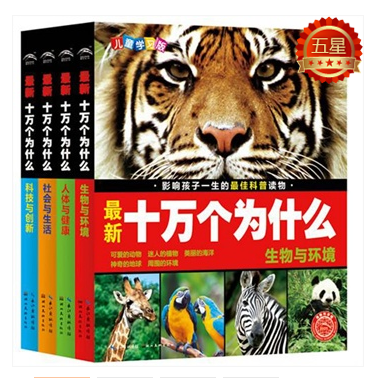 五星
儿童学习版
影响孩子一生的最佳科普读物
最新
十万个为什么
生物与环境
可爱的动物 迷人的植物 美丽的海洋
神奇的地球 周围的环境
最新
十万个为什么
科技与创新
最新
十万个为什么
社会与生活
最新
十万个为什么
人体与健康
最新
十万个为什么
生物与环境